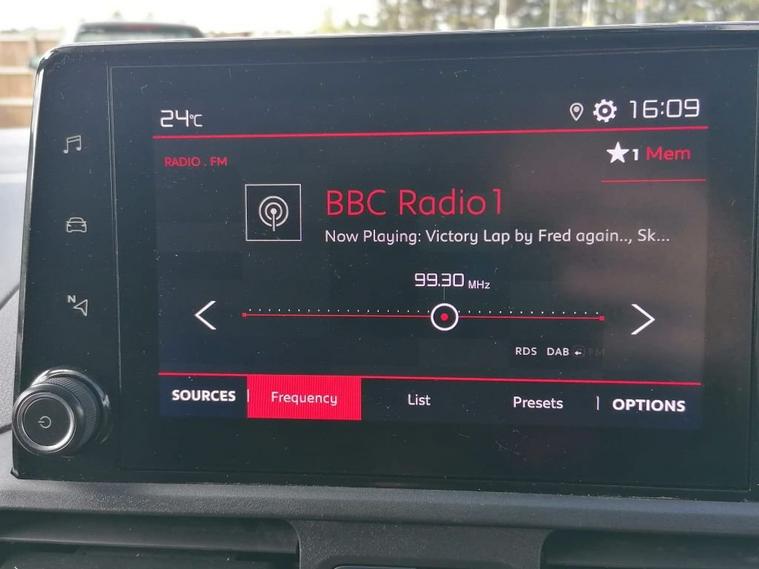 24°C 16:09
RADIO . FM
★1 Mem
BBC Radio1
Now Playing: Victory Lap by Fred again.., Sk...
99.30 MHz
N
RDS DAB FM
SOURCES Frequency List Presets OPTIONS